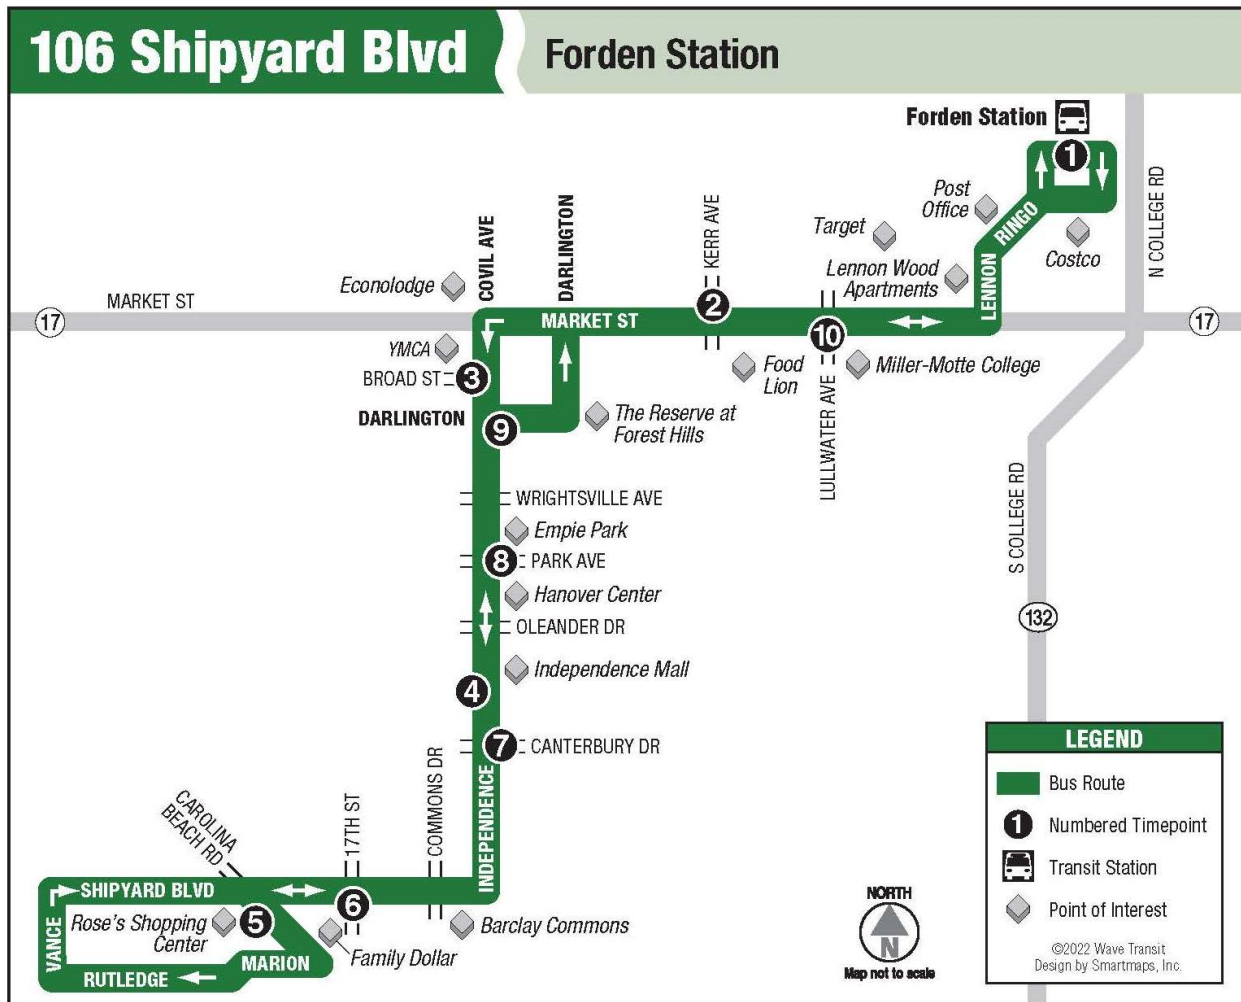 106 Shipyard Blvd
Forden Station
Forden Station
1
Post
Office
RINGO
Costco
N COLLEGE RD
Target
Lennon Wood
Apartments
LENNON
KERR AVE
DARLINGTON
COVIL AVE
Econolodge
MARKET ST
17
MARKET ST
2
10
17
YMCA
BROAD ST
3
Food
Lion
Miller-Motte College
LULLWATER AVE
DARLINGTON
9
The Reserve at
Forest Hills
S COLLEGE RD
WRIGHTSVILLE AVE
Empie Park
8
PARK AVE
Hanover Center
OLEANDER DR
132
Independence Mall
4
7
CANTERBURY DR
INDEPENDENCE
COMMONS DR
17TH ST
CAROLINA
BEACH RD
SHIPYARD BLVD
VANCE
Rose's Shopping
Center
5
6
Barclay Commons
Family Dollar
MARION
RUTLEDGE
NORTH
N
Map not to scale
LEGEND
Bus Route
1
Numbered Timepoint
Transit Station
Point of Interest
©2022 Wave Transit
Design by Smartmaps, Inc.